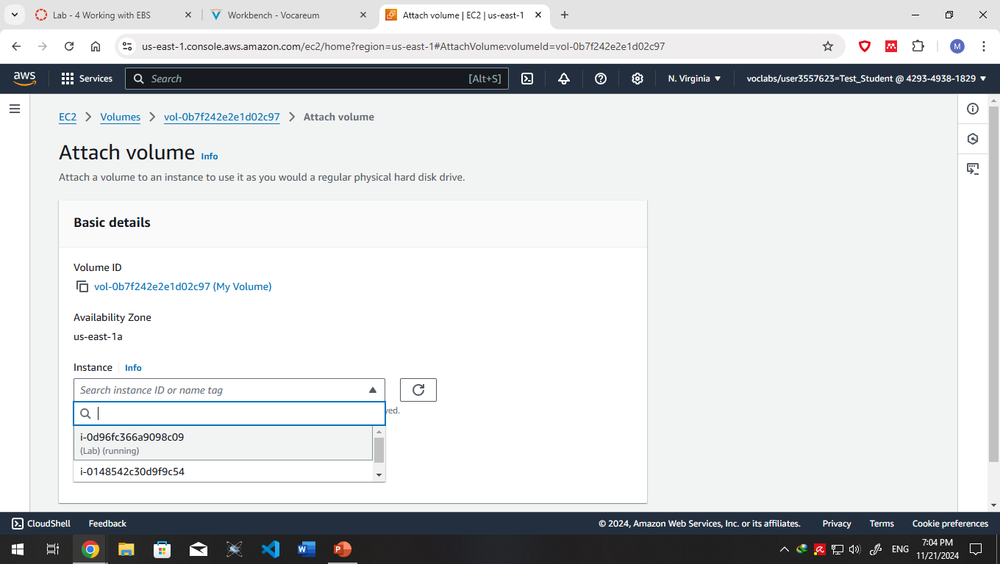 Lab - 4 Working with EBS
Workbench - Vocareum
Attach volume | EC2 | us-east-1
us-east-1.console.aws.amazon.com/ec2/home?region=us-east-1#AttachVolume:volumeId=vol-0b7f242e2e1d02c97
M
aws
Services
Search
[Alt+S]
N. Virginia
voclabs/user3557623=Test_Student @ 4293-4938-1829
EC2
Volumes
vol-0b7f242e2e1d02c97
Attach volume
Attach volume Info
Attach a volume to an instance to use it as you would a regular physical hard disk drive.
Basic details
Volume ID
vol-0b7f242e2e1d02c97 (My Volume)
Availability Zone
us-east-1a
Instance
Info
Search instance ID or name tag
ved.
i-0d96fc366a9098c09
(Lab) (running)
i-0148542c30d9f9c54
CloudShell
Feedback
© 2024, Amazon Web Services, Inc. or its affiliates.
Privacy
Terms
Cookie preferences
ENG
7:04 PM
11/21/2024